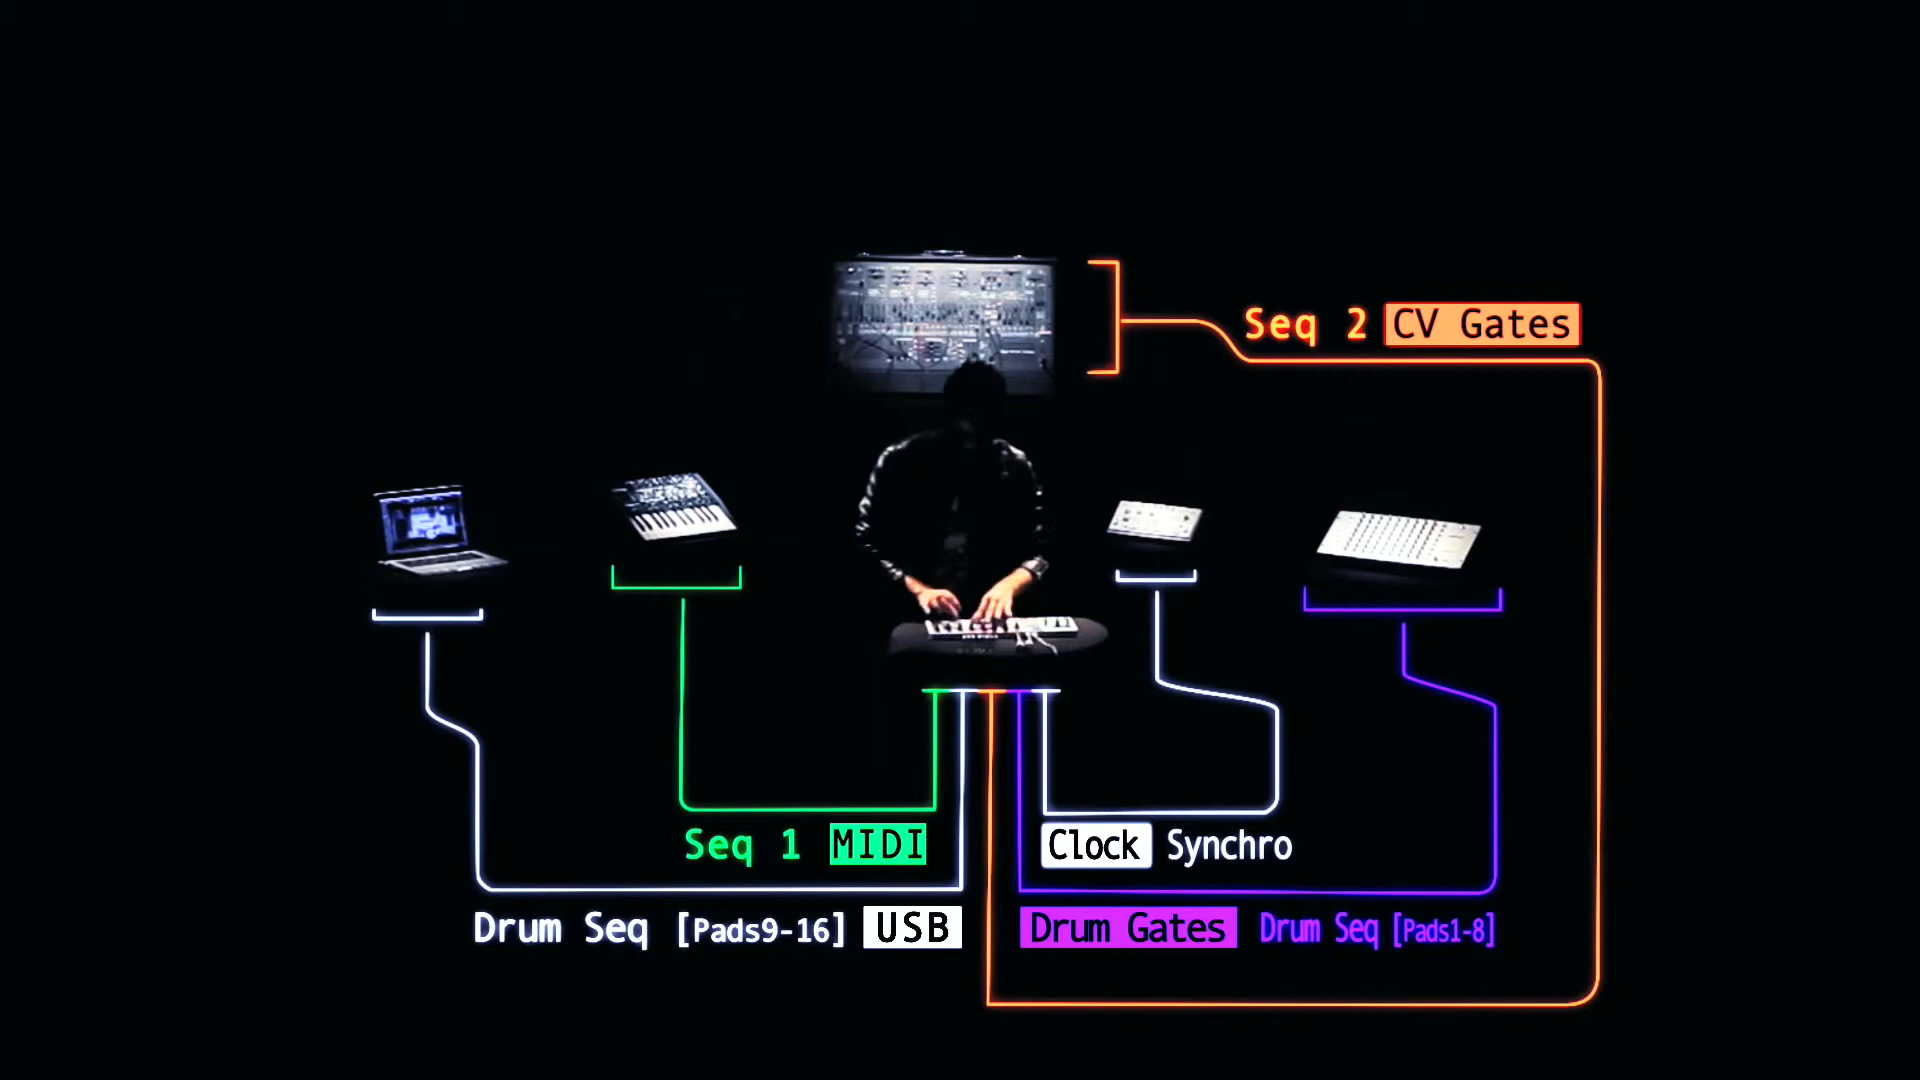 Seq 2 CV Gates
Seq 1 MIDI
Clock Synchro
Drum Seq [Pads9-16] USB
Drum Gates Drum Seq [Pads1-8]